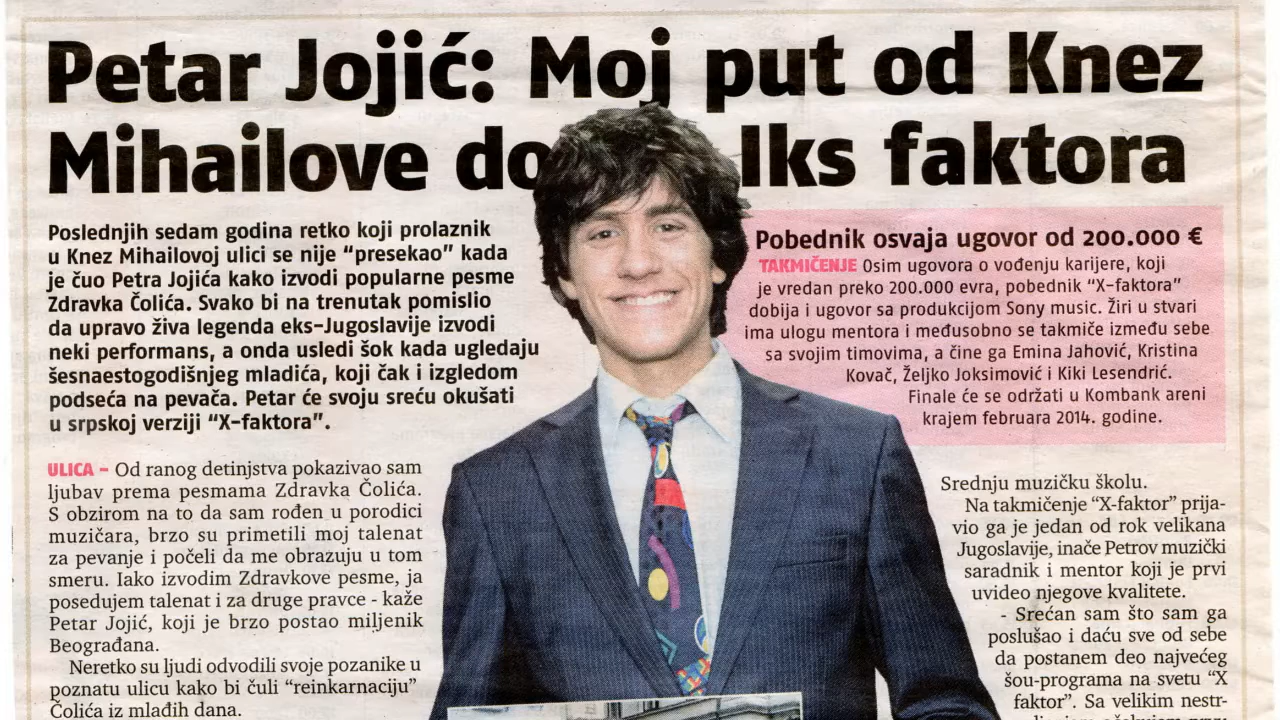 Petar Jojić: Moj put od Knez
Mihailove do Iks faktora
Poslednjih sedam godina retko koji prolaznik
u Knez Mihailovoj ulici se nije “presekao” kada
je čuo Petra Jojića kako izvodi popularne pesme
Zdravka Čolića. Svako bi na trenutak pomislio
da upravo živa legenda eks-Jugoslavije izvodi
neki performans, a onda usledi šok kada ugledaju
šesnaestogodišnjeg mladića, koji čak i izgledom
podseća na pevača. Petar će svoju sreću okušati
u srpskoj verziji “X-faktora”.
Pobednik osvaja ugovor od 200.000 €
TAKMIČENJE Osim ugovora o vođenju karijere, koji
je vredan preko 200.000 evra, pobednik “X-faktora”
dobija i ugovor sa produkcijom Sony music. Žiri u stvari
ima ulogu mentora i međusobno se takmiče između sebe
sa svojim timovima, a čine ga Emina Jahović, Kristina
Kovač, Željko Joksimović i Kiki Lesendrić.
Finale će se održati u Kombank areni
krajem februara 2014. godine.
ULICA - Od ranog detinjstva pokazivao sam
ljubav prema pesmama Zdravka Čolića.
S obzirom na to da sam rođen u porodici
muzičara, brzo su primetili moj talenat
za pevanje i počeli da me obrazuju u tom
smeru. Iako izvodim Zdravkove pesme, ja
posedujem talenat i za druge pravce - kaže
Petar Jojić, koji je brzo postao miljenik
Beograđana.
Neretko su ljudi odvodili svoje pozanike u
poznatu ulicu kako bi čuli “reinkarnaciju”
Čolića iz mlađih dana.
Srednju muzičku školu.
Na takmičenje “X-faktor” prija-
vio ga je jedan od rok velikana
Jugoslavije, inače Petrov muzički
saradnik i mentor koji je prvi
uvideo njegove kvalitete.
- Srećan sam što sam ga
poslušao i daću sve od sebe
da postanem deo najvećeg
šou-programa na svetu “X
faktor”. Sa velikim nestr-